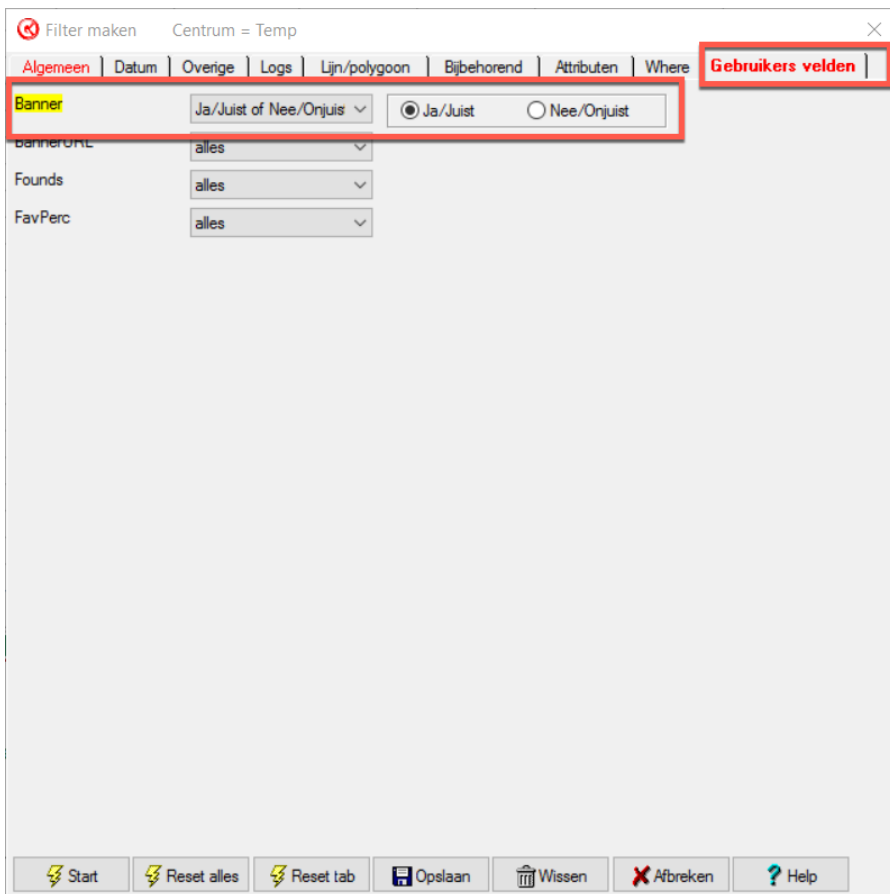 Filter maken Centrum = Temp
Algemeen Datum Overige Logs Lijn/polygoon Bijbehorend Attributen Where Gebruikers velden
Banner Ja/Juist of Nee/Onjuis Ja/Juist Nee/Onjuist
BannerURL alles
Founds alles
FavPerc alles
Start Reset alles Reset tab Opslaan Wissen Afbreken ? Help